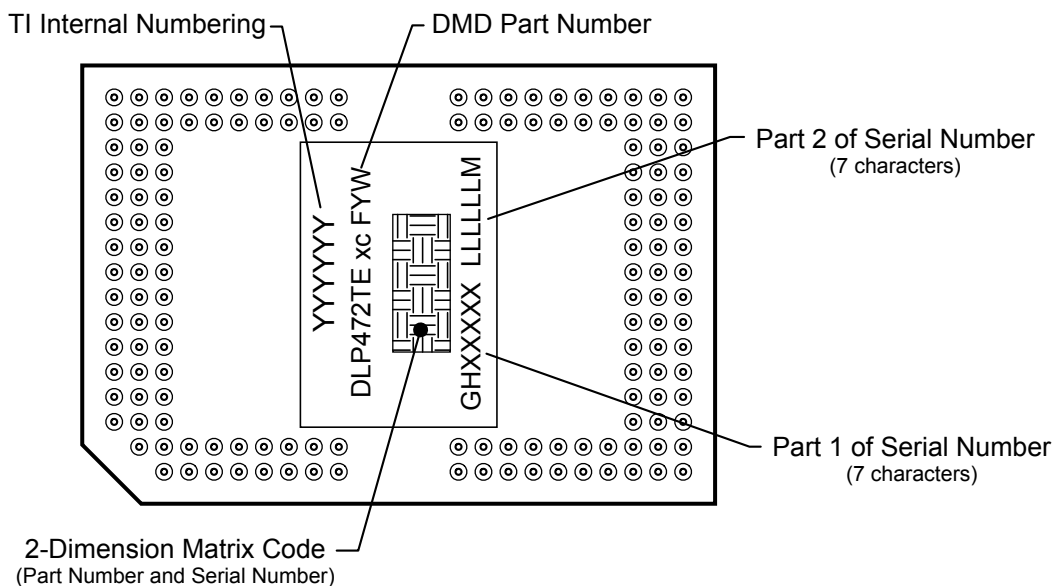 TI Internal Numbering
DMD Part Number
Part 2 of Serial Number
(7 characters)
YYYYYYY
DLP472TE xc FYW
GHXXXXX LLLLLLM
Part 1 of Serial Number
(7 characters)
2-Dimension Matrix Code
(Part Number and Serial Number)